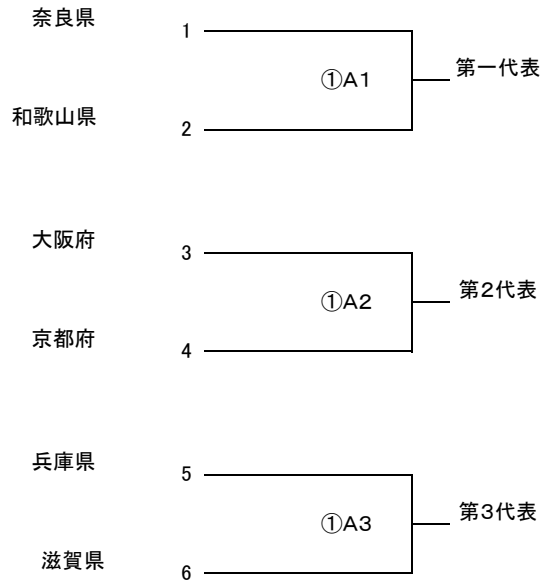 奈良県
1
①A1
第一代表
和歌山県
2
大阪府
3
①A2
第2代表
京都府
4
兵庫県
5
①A3
第3代表
滋賀県
6